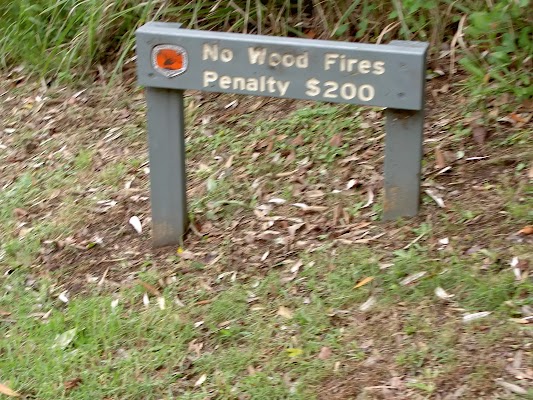 No Wood Fires
Penalty $200